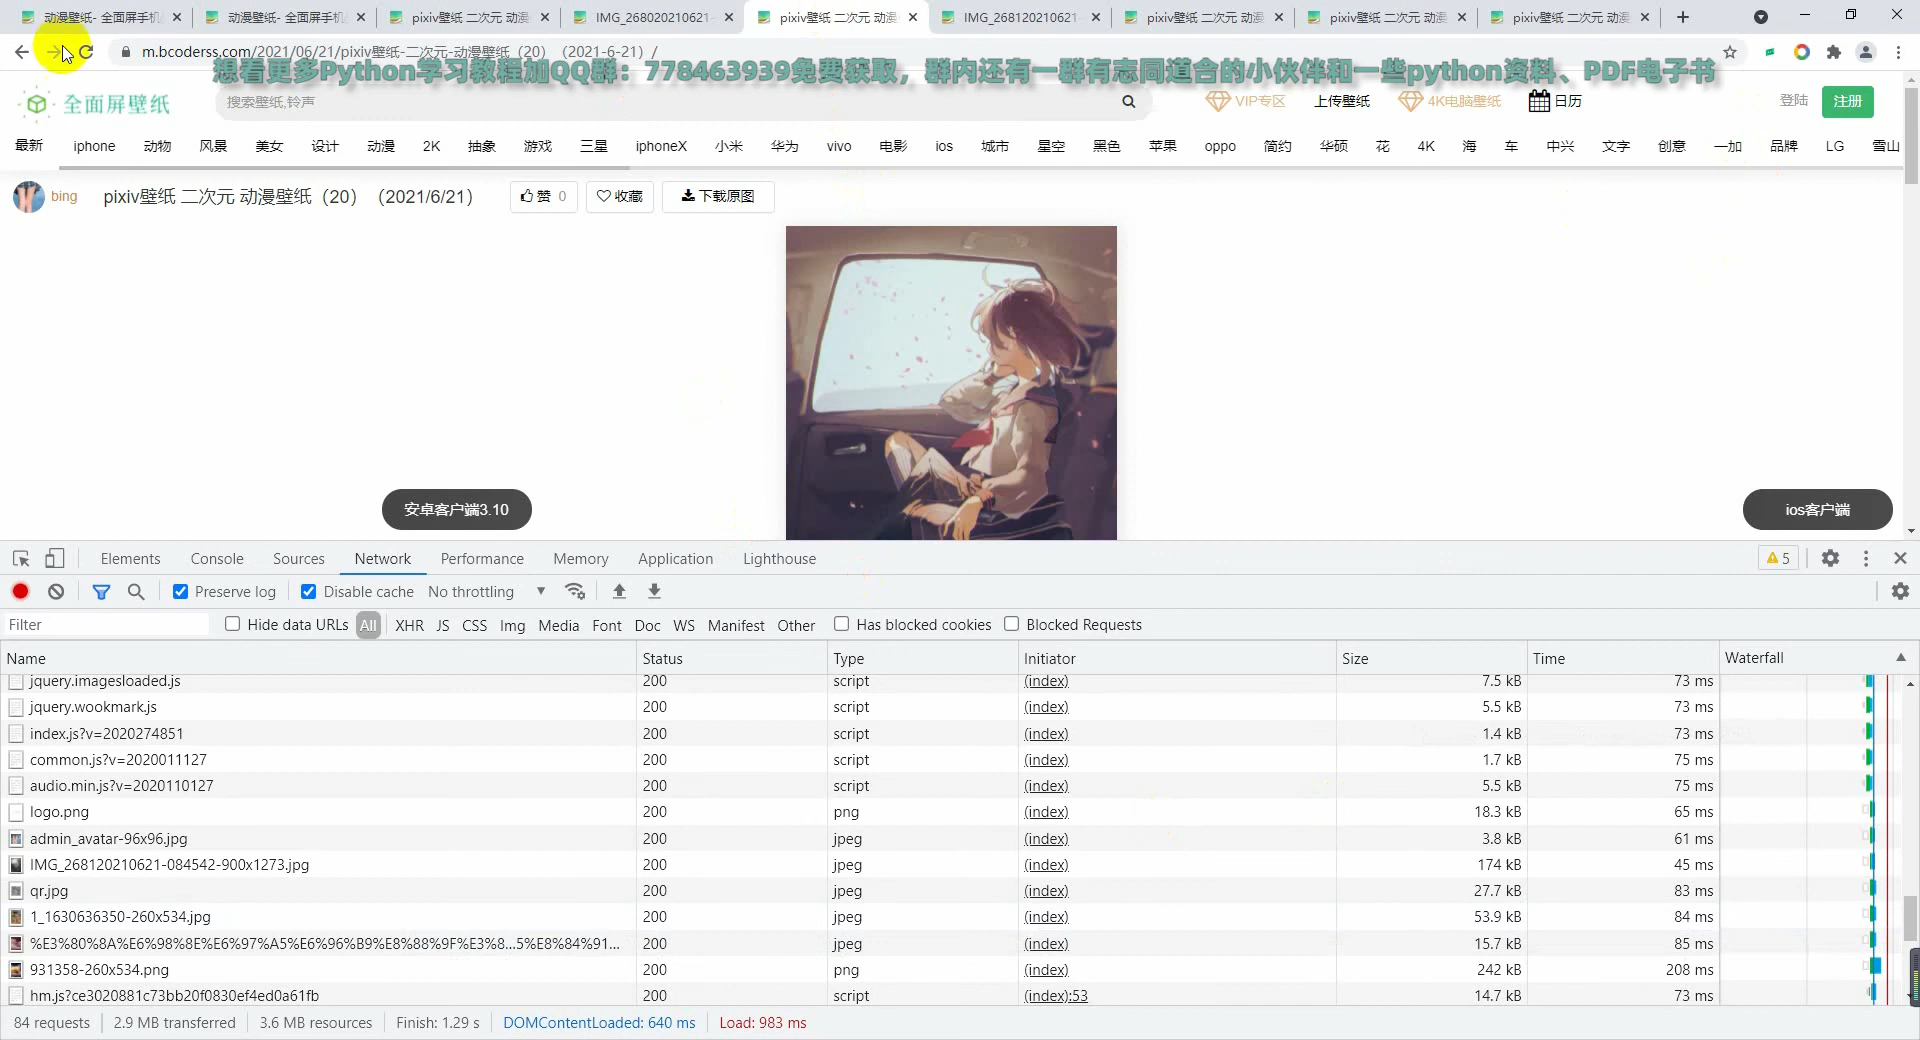 动漫壁纸- 全面屏手机 动漫壁纸- 全面屏手机 pixiv壁纸 二次元 动漫 IMG_268020210621- pixiv壁纸 二次元 动漫 IMG_268120210621- pixiv壁纸 二次元 动漫 pixiv壁纸 二次元 动漫 pixiv壁纸 二次元 动漫
m.bcoderss.com/2021/06/21/pixiv壁纸-二次元-动漫壁纸（20）（2021-6-21）/
想看更多Python学习教程加QQ群：778463939免费获取，群内还有一群有志同道合的小伙伴和一些python资料、PDF电子书
全面屏壁纸 搜索壁纸,铃声 VIP专区 上传壁纸 4K电脑壁纸 日历 登陆 注册
最新 iphone 动物 风景 美女 设计 动漫 2K 抽象 游戏 三星 iphoneX 小米 华为 vivo 电影 ios 城市 星空 黑色 苹果 oppo 简约 华硕 花 4K 海 车 中兴 文字 创意 一加 品牌 LG 雪山
bing pixiv壁纸 二次元 动漫壁纸（20）（2021/6/21） 赞 0 收藏 下载原图
安卓客户端3.10 ios客户端
Elements Console Sources Network Performance Memory Application Lighthouse 5
Preserve log Disable cache No throttling
Filter Hide data URLs All XHR JS CSS Img Media Font Doc WS Manifest Other Has blocked cookies Blocked Requests
Name Status Type Initiator Size Time Waterfall
jquery.imagesloaded.js 200 script (index) 7.5 kB 73 ms
jquery.wookmark.js 200 script (index) 5.5 kB 73 ms
index.js?v=2020274851 200 script (index) 1.4 kB 73 ms
common.js?v=2020011127 200 script (index) 1.7 kB 75 ms
audio.min.js?v=2020110127 200 script (index) 5.5 kB 75 ms
logo.png 200 png (index) 18.3 kB 65 ms
admin_avatar-96x96.jpg 200 jpeg (index) 3.8 kB 61 ms
IMG_268120210621-084542-900x1273.jpg 200 jpeg (index) 174 kB 45 ms
qr.jpg 200 jpeg (index) 27.7 kB 83 ms
1_1630636350-260x534.jpg 200 jpeg (index) 53.9 kB 84 ms
%E3%80%8A%E6%98%8E%E6%97%A5%E6%96%B9%E8%88%9F%E3%8...5%E8%84%91... 200 jpeg (index) 15.7 kB 85 ms
931358-260x534.png 200 png (index) 242 kB 208 ms
hm.js?ce3020881c73bb20f0830ef4ed0a61fb 200 script (index):53 14.7 kB 73 ms
84 requests 2.9 MB transferred 3.6 MB resources Finish: 1.29 s DOMContentLoaded: 640 ms Load: 983 ms